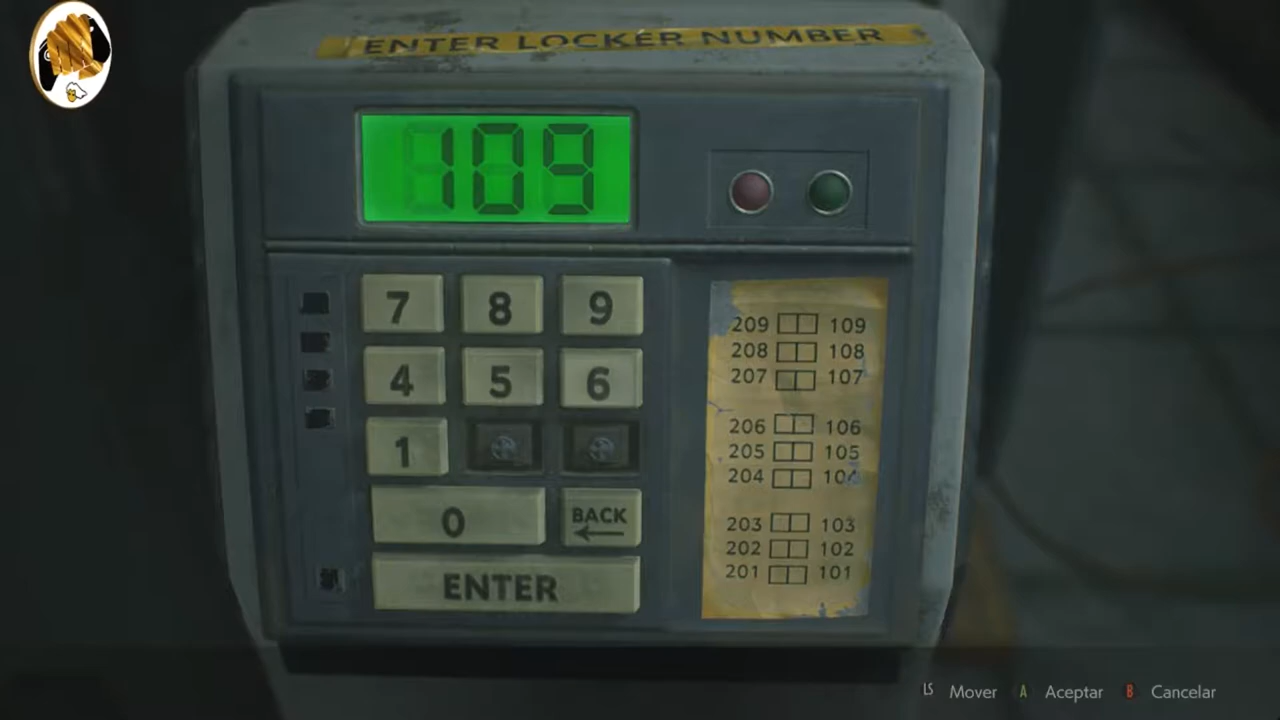 ENTER LOCKER NUMBER
109
7 8 9
4 5 6
1
0 BACK
ENTER
209 109
208 108
207 107
206 106
205 105
204 104
203 103
202 102
201 101
LS Mover A Aceptar B Cancelar